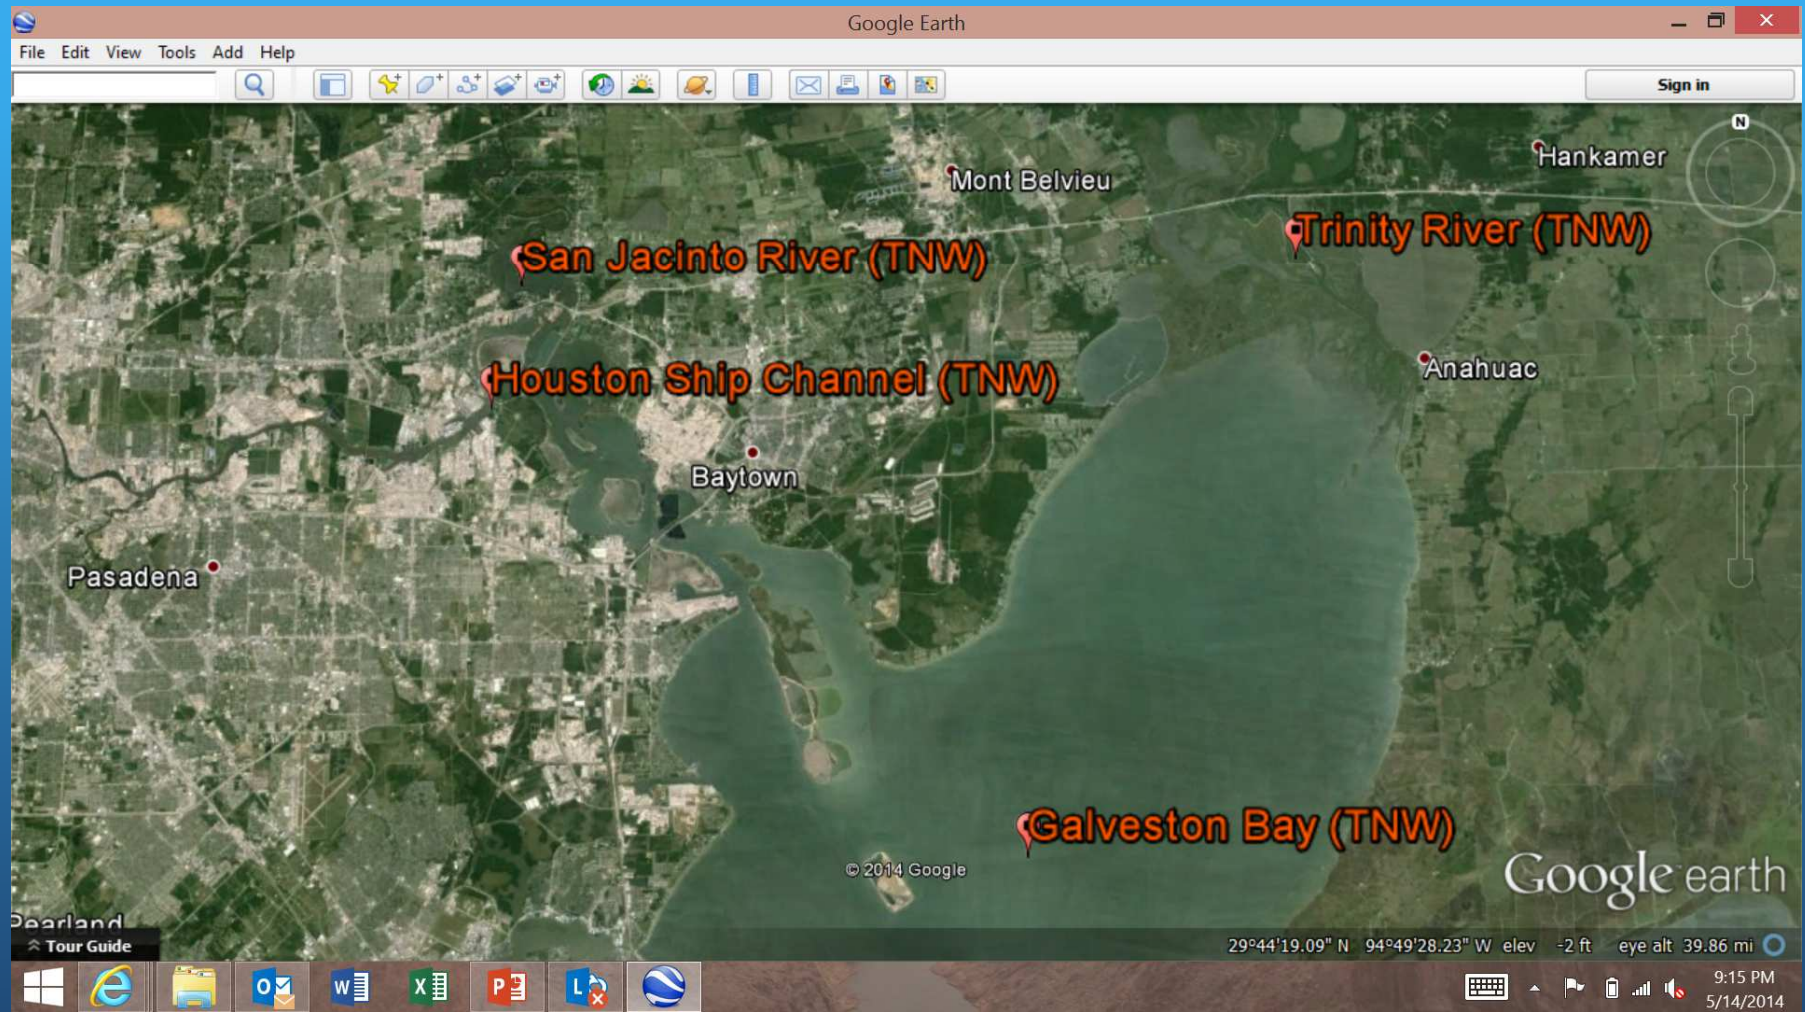 Google Earth
File Edit View Tools Add Help
Sign in
N
Hankamer
Mont Belvieu
Trinity River (TNW)
San Jacinto River (TNW)
Anahuac
Houston Ship Channel (TNW)
Baytown
Pasadena
Galveston Bay (TNW)
© 2014 Google
Google earth
Pearland
Tour Guide
29°44'19.09" N 94°49'28.23" W elev -2 ft eye alt 39.86 mi
9:15 PM
5/14/2014